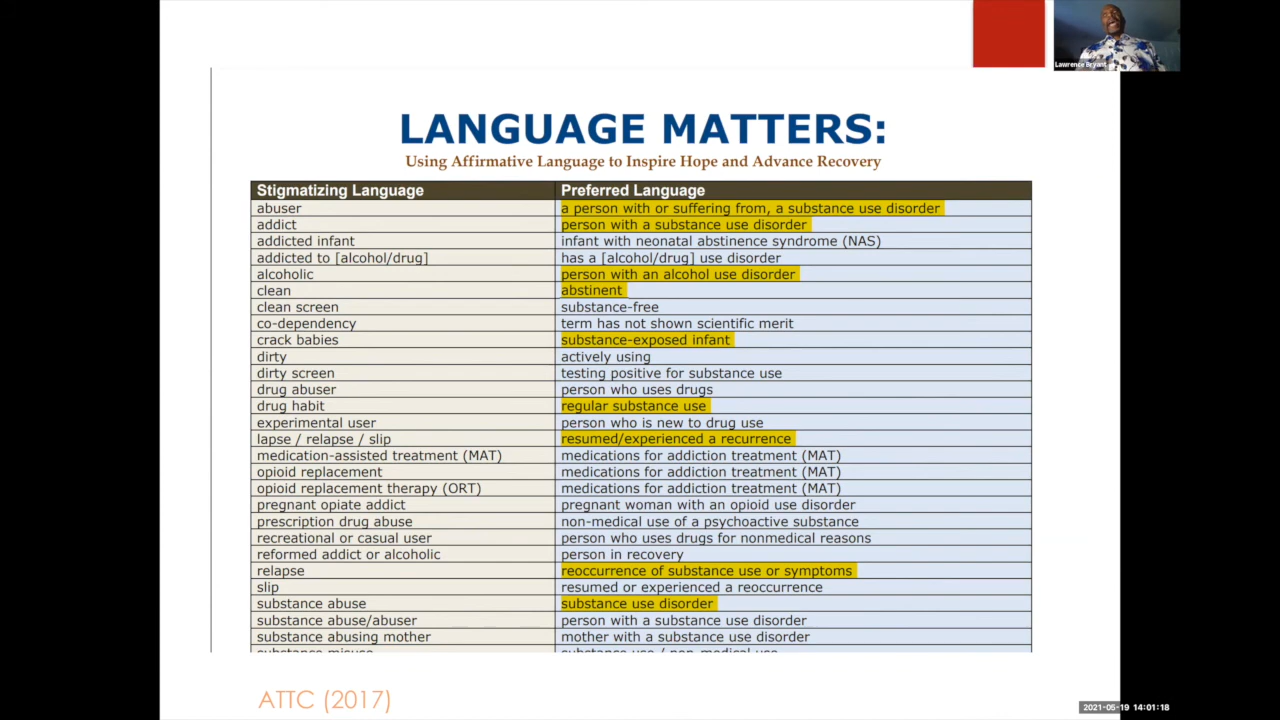 Lawrence Bryant
LANGUAGE MATTERS:
Using Affirmative Language to Inspire Hope and Advance Recovery
Stigmatizing Language Preferred Language
abuser a person with or suffering from, a substance use disorder
addict person with a substance use disorder
addicted infant infant with neonatal abstinence syndrome (NAS)
addicted to [alcohol/drug] has a [alcohol/drug] use disorder
alcoholic person with an alcohol use disorder
clean abstinent
clean screen substance-free
co-dependency term has not shown scientific merit
crack babies substance-exposed infant
dirty actively using
dirty screen testing positive for substance use
drug abuser person who uses drugs
drug habit regular substance use
experimental user person who is new to drug use
lapse / relapse / slip resumed/experienced a recurrence
medication-assisted treatment (MAT) medications for addiction treatment (MAT)
opioid replacement medications for addiction treatment (MAT)
opioid replacement therapy (ORT) medications for addiction treatment (MAT)
pregnant opiate addict pregnant woman with an opioid use disorder
prescription drug abuse non-medical use of a psychoactive substance
recreational or casual user person who uses drugs for nonmedical reasons
reformed addict or alcoholic person in recovery
relapse reoccurrence of substance use or symptoms
slip resumed or experienced a reoccurrence
substance abuse substance use disorder
substance abuse/abuser person with a substance use disorder
substance abusing mother mother with a substance use disorder
substance misuse substance use / non-medical use
ATTC (2017)
2021-05-19 14:01:18